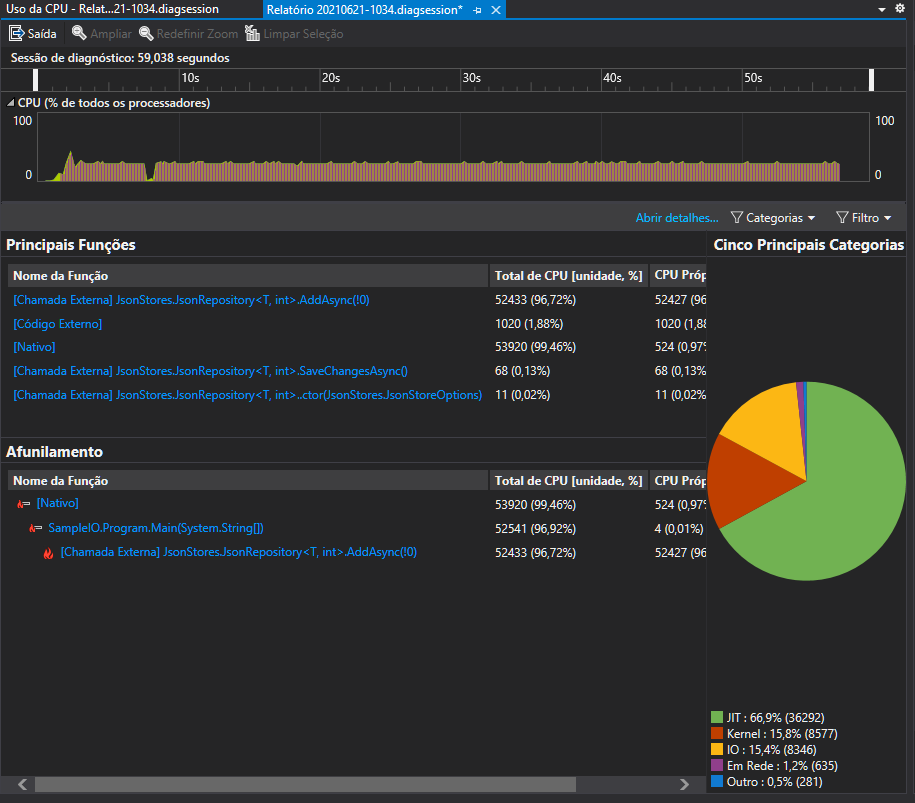 Uso da CPU - Relat...21-1034.diagsession
Relatório 20210621-1034.diagsession*
Saída Ampliar Redefinir Zoom Limpar Seleção
Sessão de diagnóstico: 59,038 segundos
10s 20s 30s 40s 50s
CPU (% de todos os processadores)
100 100
0 0
Abrir detalhes... Categorias Filtro
Principais Funções
Nome da Função Total de CPU [unidade, %] CPU Próp
[Chamada Externa] JsonStores.JsonRepository<T, int>.AddAsync(!0) 52433 (96,72%) 52427 (96
[Código Externo] 1020 (1,88%) 1020 (1,88
[Nativo] 53920 (99,46%) 524 (0,97%
[Chamada Externa] JsonStores.JsonRepository<T, int>.SaveChangesAsync() 68 (0,13%) 68 (0,13%
[Chamada Externa] JsonStores.JsonRepository<T, int>..ctor(JsonStores.JsonStoreOptions) 11 (0,02%) 11 (0,02%
Afunilamento
Nome da Função Total de CPU [unidade, %] CPU Próp
[Nativo] 53920 (99,46%) 524 (0,97%
SampleIO.Program.Main(System.String[]) 52541 (96,92%) 4 (0,01%)
[Chamada Externa] JsonStores.JsonRepository<T, int>.AddAsync(!0) 52433 (96,72%) 52427 (96
Cinco Principais Categorias
JIT : 66,9% (36292)
Kernel : 15,8% (8577)
IO : 15,4% (8346)
Em Rede : 1,2% (635)
Outro : 0,5% (281)